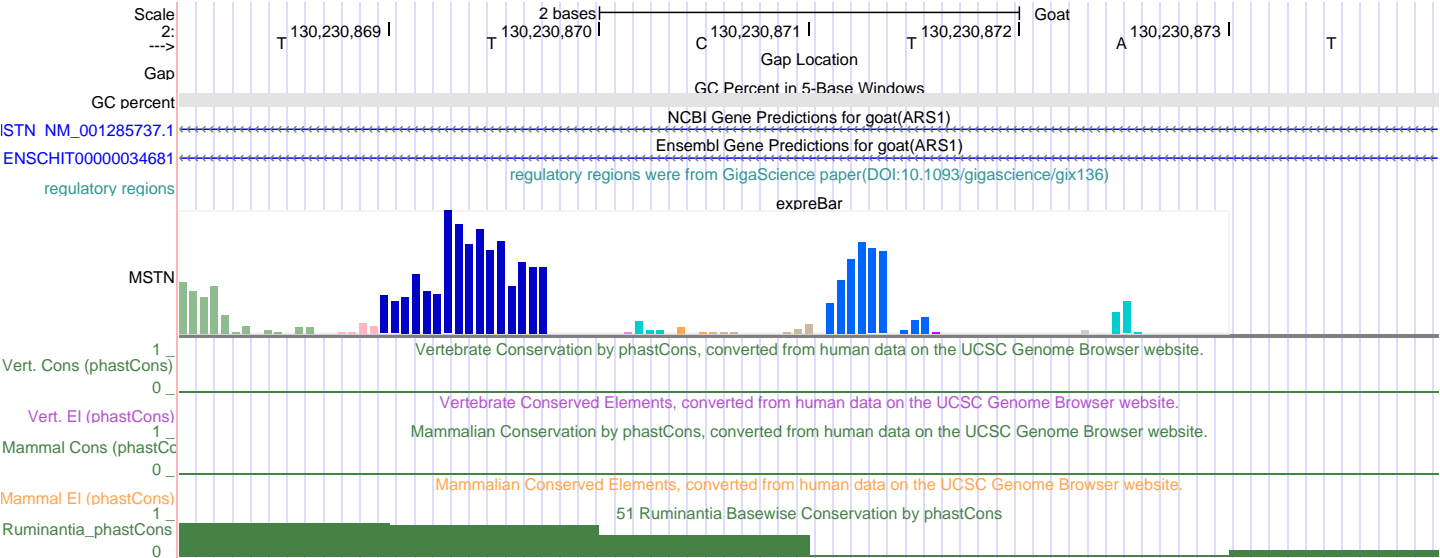 Scale 2 bases Goat
2: 130,230,869 130,230,870 130,230,871 130,230,872 130,230,873
---> T T C T A T
Gap Location
Gap
GC Percent in 5-Base Windows
GC percent
NCBI Gene Predictions for goat(ARS1)
STN NM_001285737.1
Ensembl Gene Predictions for goat(ARS1)
ENSCHIT00000034681
regulatory regions were from GigaScience paper(DOI:10.1093/gigascience/gix136)
regulatory regions
expreBar
MSTN
Vertebrate Conservation by phastCons, converted from human data on the UCSC Genome Browser website.
1 _
Vert. Cons (phastCons)
0 _
Vertebrate Conserved Elements, converted from human data on the UCSC Genome Browser website.
Vert. El (phastCons)
Mammalian Conservation by phastCons, converted from human data on the UCSC Genome Browser website.
1 _
Mammal Cons (phastCo
0 _
Mammalian Conserved Elements, converted from human data on the UCSC Genome Browser website.
Mammal El (phastCons)
51 Ruminantia Basewise Conservation by phastCons
1 _
Ruminantia_phastCons
0 _